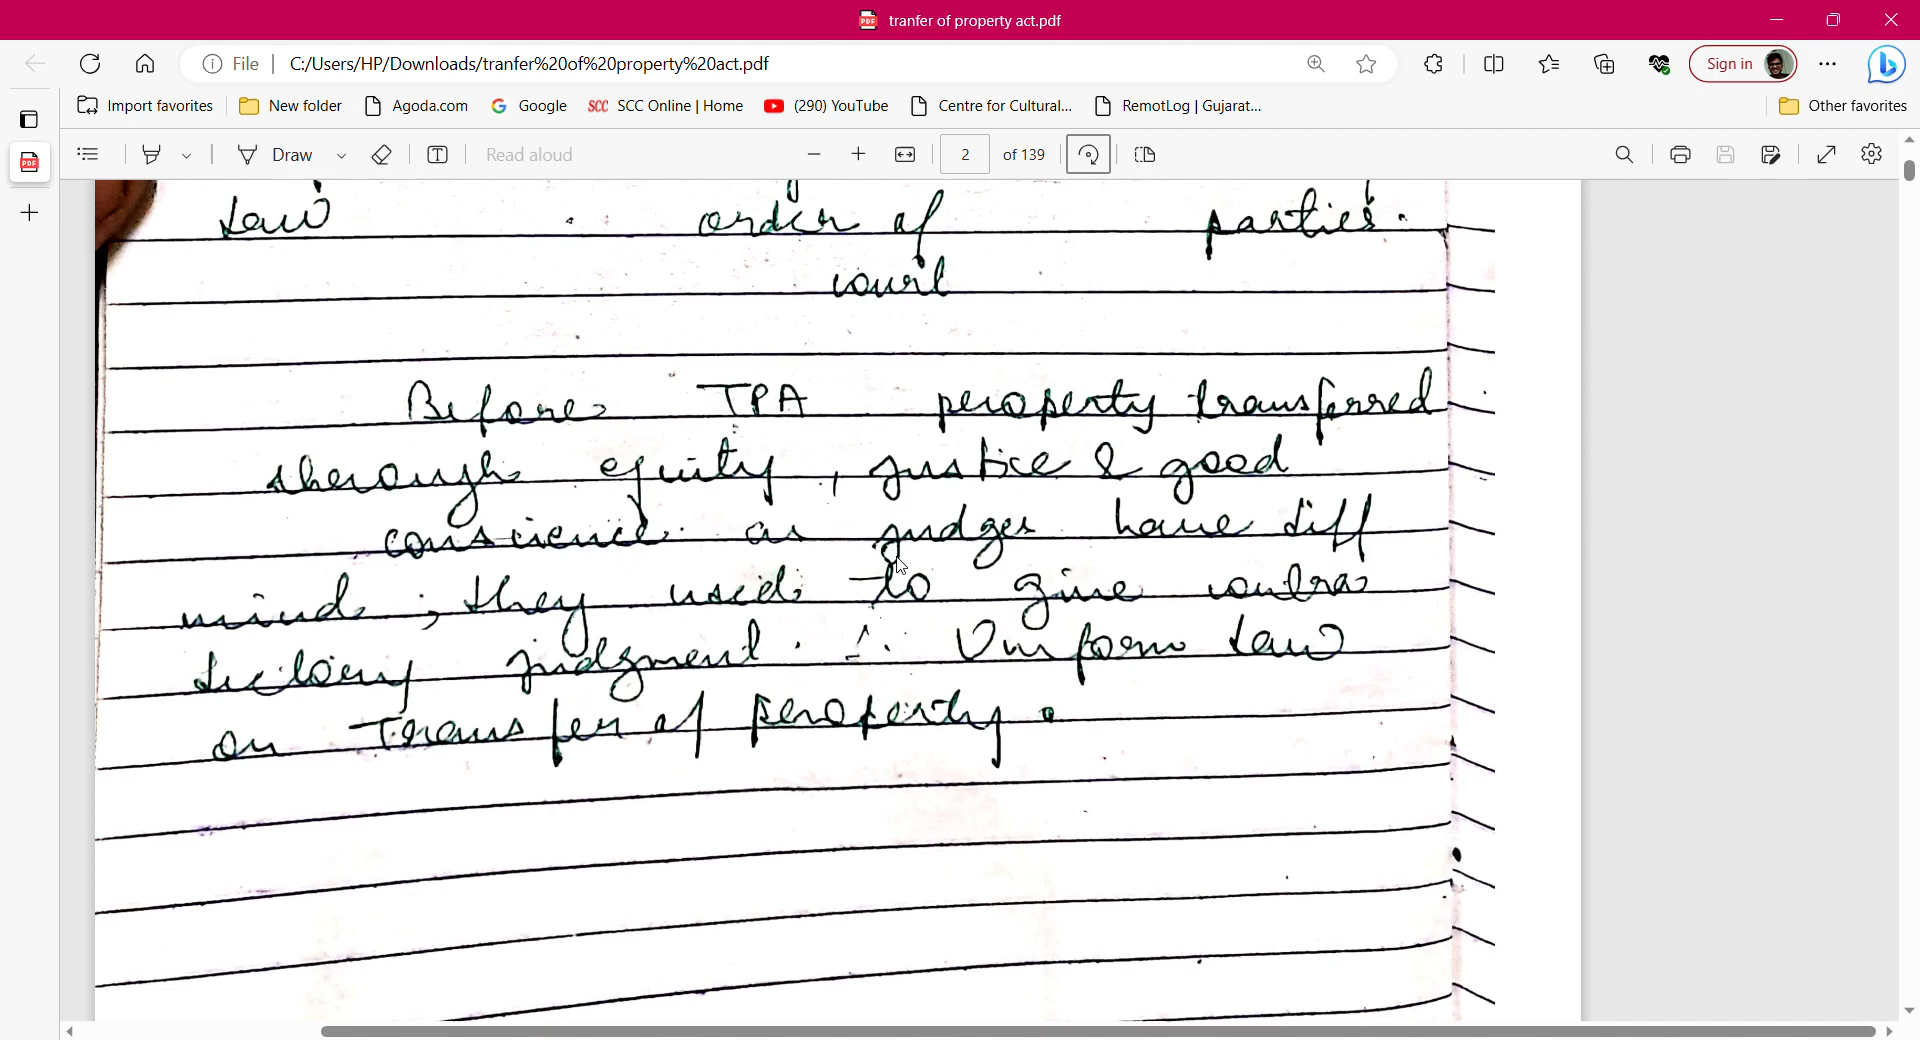 tranfer of property act.pdf
File C:/Users/HP/Downloads/tranfer%20of%20property%20act.pdf Sign in
Import favorites New folder Agoda.com Google SCC SCC Online | Home (290) YouTube Centre for Cultural... RemotLog | Gujarat... Other favorites
Draw Read aloud 2 of 139
Law order of parties.
court
Before TPA property transferred
through equity, justice & good
conscience. as judges have diff
mind; they used to give contra
dictory judgment. ∴ Uniform Law
on Transfer of property.